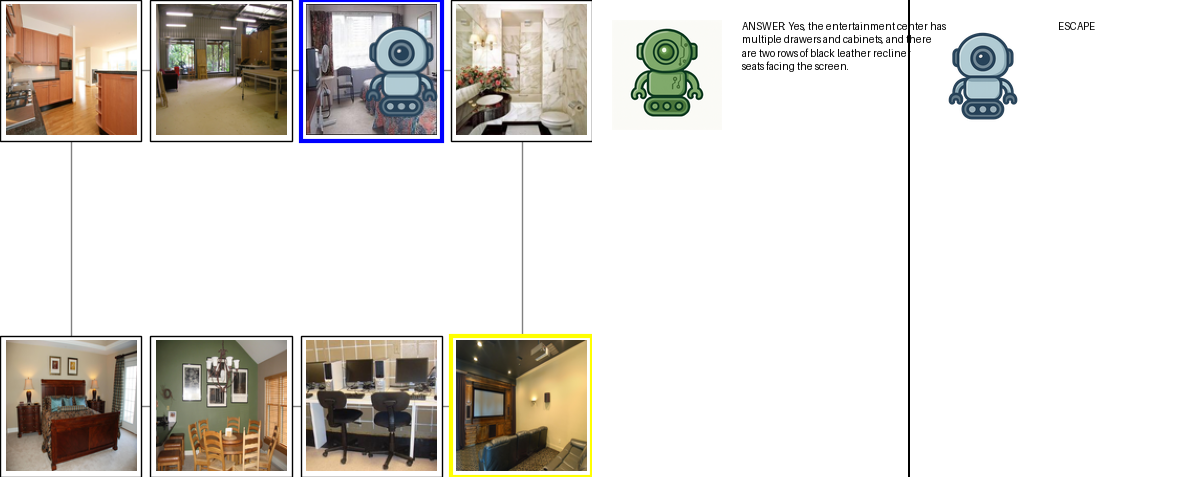 ANSWER: Yes, the entertainment center has
multiple drawers and cabinets, and there
are two rows of black leather recliner
seats facing the screen.
ESCAPE